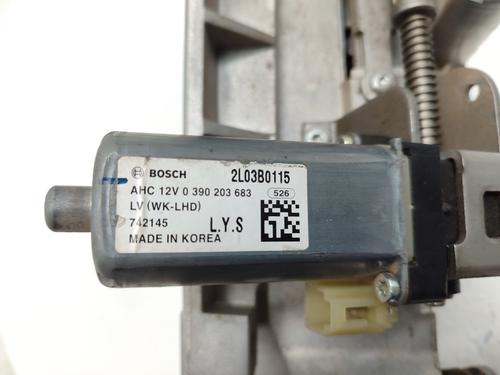 BOSCH 2L03B0115
AHC 12V 0 390 203 683 526
LV (WK-LHD)
742145 L.Y.S
MADE IN KOREA